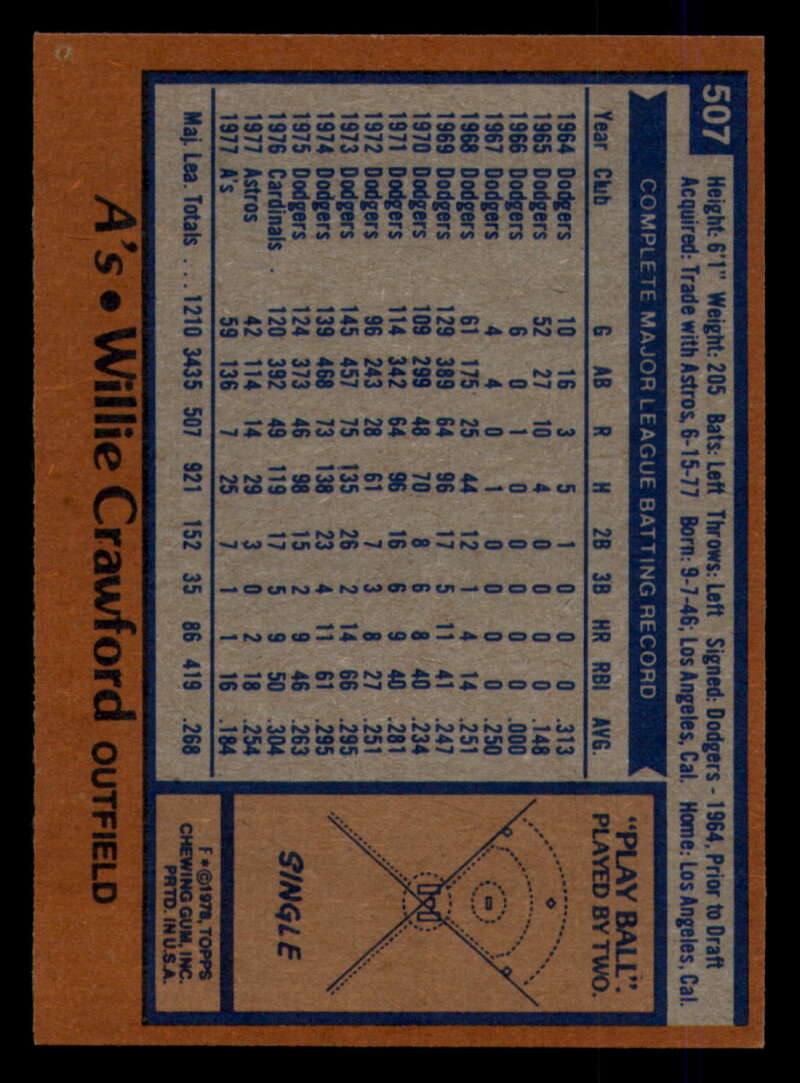 507
Height: 6'1" Weight: 205 Bats: Left Throws: Left Signed: Dodgers - 1964, Prior to Draft
Acquired: Trade with Astros, 6-15-77 Born: 9-7-46; Los Angeles, Cal. Home: Los Angeles, Cal.
COMPLETE MAJOR LEAGUE BATTING RECORD
Year Club G AB R H 2B 3B HR RBI AVG.
1964 Dodgers 10 16 3 5 1 0 0 0 .313
1965 Dodgers 52 27 10 4 0 0 0 0 .148
1966 Dodgers 6 0 1 0 0 0 0 0 .000
1967 Dodgers 4 4 0 1 0 0 0 0 .250
1968 Dodgers 61 175 25 44 12 1 4 14 .251
1969 Dodgers 129 389 64 96 17 5 11 41 .247
1970 Dodgers 109 299 48 70 8 6 8 40 .234
1971 Dodgers 114 342 64 96 16 6 9 40 .281
1972 Dodgers 96 243 28 61 7 3 8 27 .251
1973 Dodgers 145 457 75 135 26 2 14 66 .295
1974 Dodgers 139 468 73 138 23 4 11 61 .295
1975 Dodgers 124 373 46 98 15 2 9 46 .263
1976 Cardinals . 120 392 49 119 17 5 9 50 .304
1977 Astros 42 114 14 29 3 0 2 18 .254
1977 A's 59 136 7 25 7 1 1 16 .184
Maj. Lea. Totals ... 1210 3435 507 921 152 35 86 419 .268
"PLAY BALL":
PLAYED BY TWO.
SINGLE
F*©1978, TOPPS
CHEWING GUM, INC.
PRTD. IN U.S.A.
A's • Willie Crawford OUTFIELD